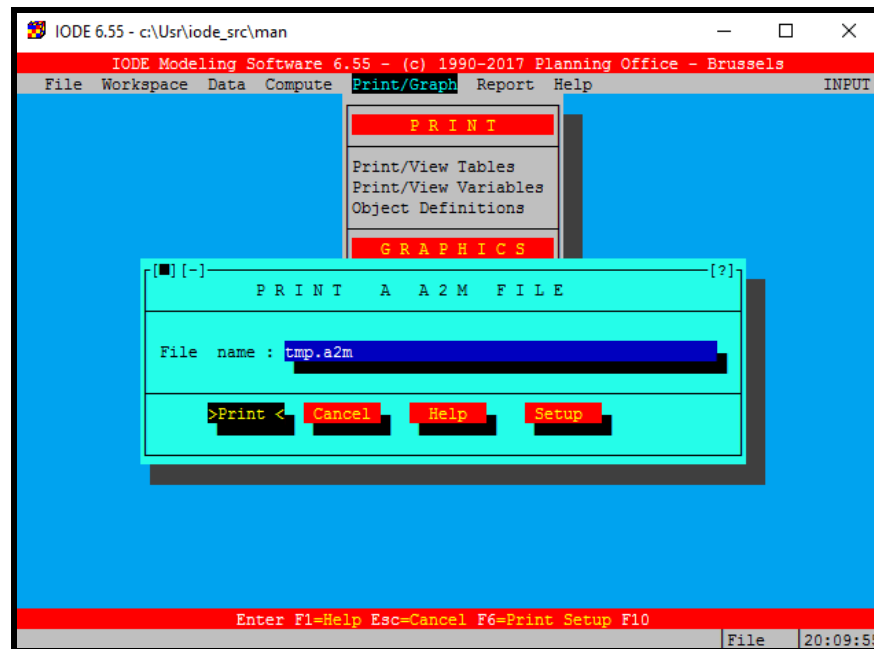 IODE 6.55 - c:\Usr\iode_src\man
IODE Modeling Software 6.55 - (c) 1990-2017 Planning Office - Brussels
File Workspace Data Compute Print/Graph Report Help INPUT
P R I N T
Print/View Tables
Print/View Variables
Object Definitions
G R A P H I C S
[■][-] [?]
P R I N T A A 2 M F I L E
File name : tmp.a2m
>Print < Cancel Help Setup
Enter F1=Help Esc=Cancel F6=Print Setup F10
File 20:09:55